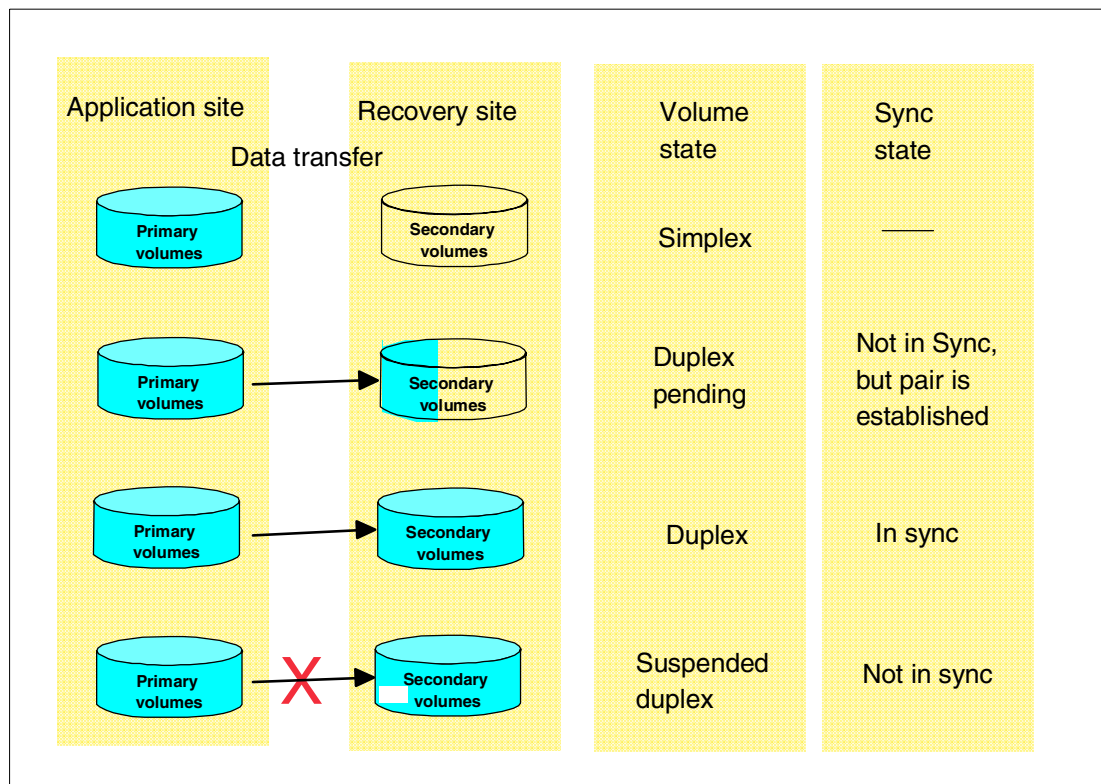 Application site
Recovery site
Volume
state
Sync
state
Data transfer
Primary
volumes
Secondary
volumes
Simplex
Primary
volumes
Secondary
volumes
Duplex
pending
Not in Sync,
but pair is
established
Primary
volumes
Secondary
volumes
Duplex
In sync
Primary
volumes
X
Secondary
volumes
Suspended
duplex
Not in sync